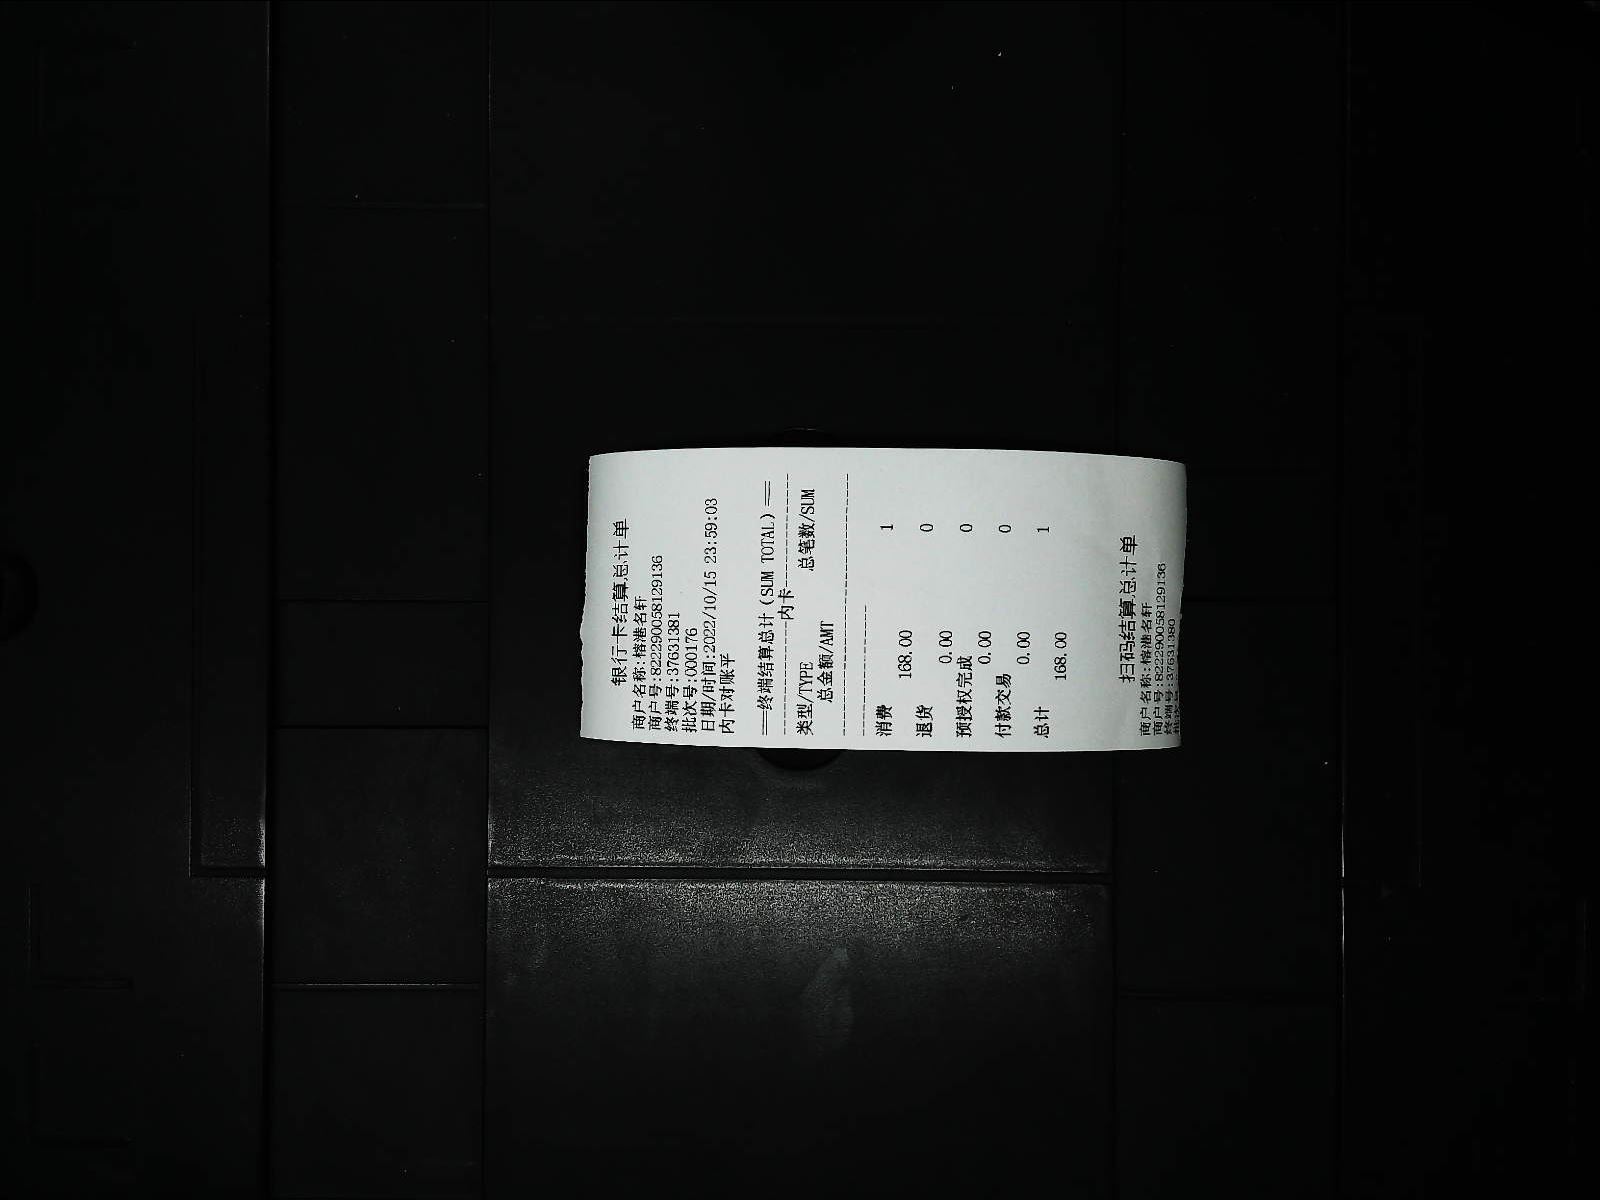 银行卡结算总计单
商户名称:榕港名轩
商户号:822290058129136
终端号:37631381
批次号:000176
日期/时间:2022/10/15 23:59:03
内卡对账平
══终端结算总计(SUM TOTAL)══
----------------内卡----------------
类型/TYPE 总笔数/SUM
总金额/AMT
消费 1
168.00
退货 0
0.00
预授权完成 0
0.00
付款交易 0
0.00
总计 1
168.00
扫码结算总计单
商户名称:榕港名轩
商户号:822290058129136
终端号:37631380